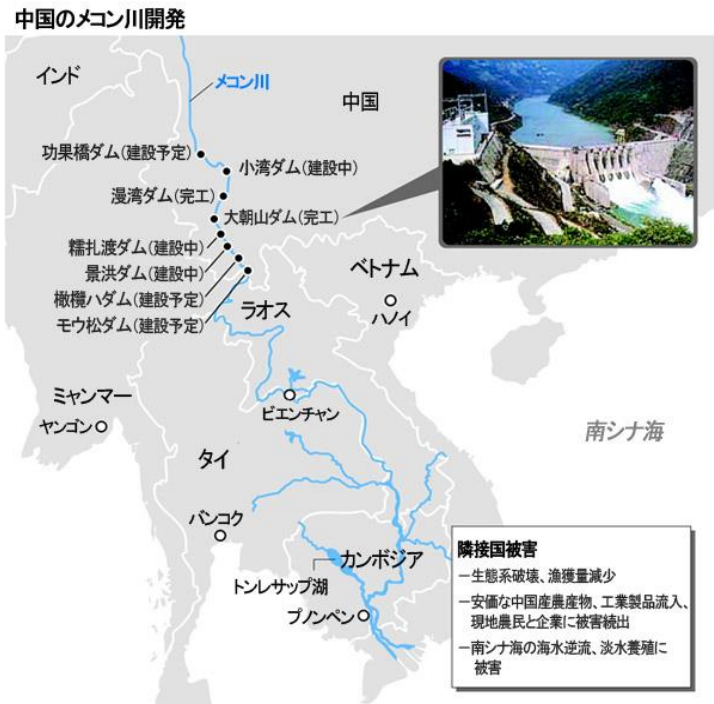 中国のメコン川開発
インド
メコン川
中国
功果橋ダム(建設予定)
小湾ダム(建設中)
漫湾ダム(完工)
大朝山ダム(完工)
糯扎渡ダム(建設中)
景洪ダム(建設中)
橄欖ハダム(建設予定)
モウ松ダム(建設予定)
ベトナム
ハノイ
ラオス
ミャンマー
ヤンゴン
ビエンチャン
南シナ海
タイ
バンコク
カンボジア
トンレサップ湖
プノンペン
隣接国被害
－生態系破壊、漁獲量減少
－安価な中国産農産物、工業製品流入、
現地農民と企業に被害続出
－南シナ海の海水逆流、淡水養殖に
被害